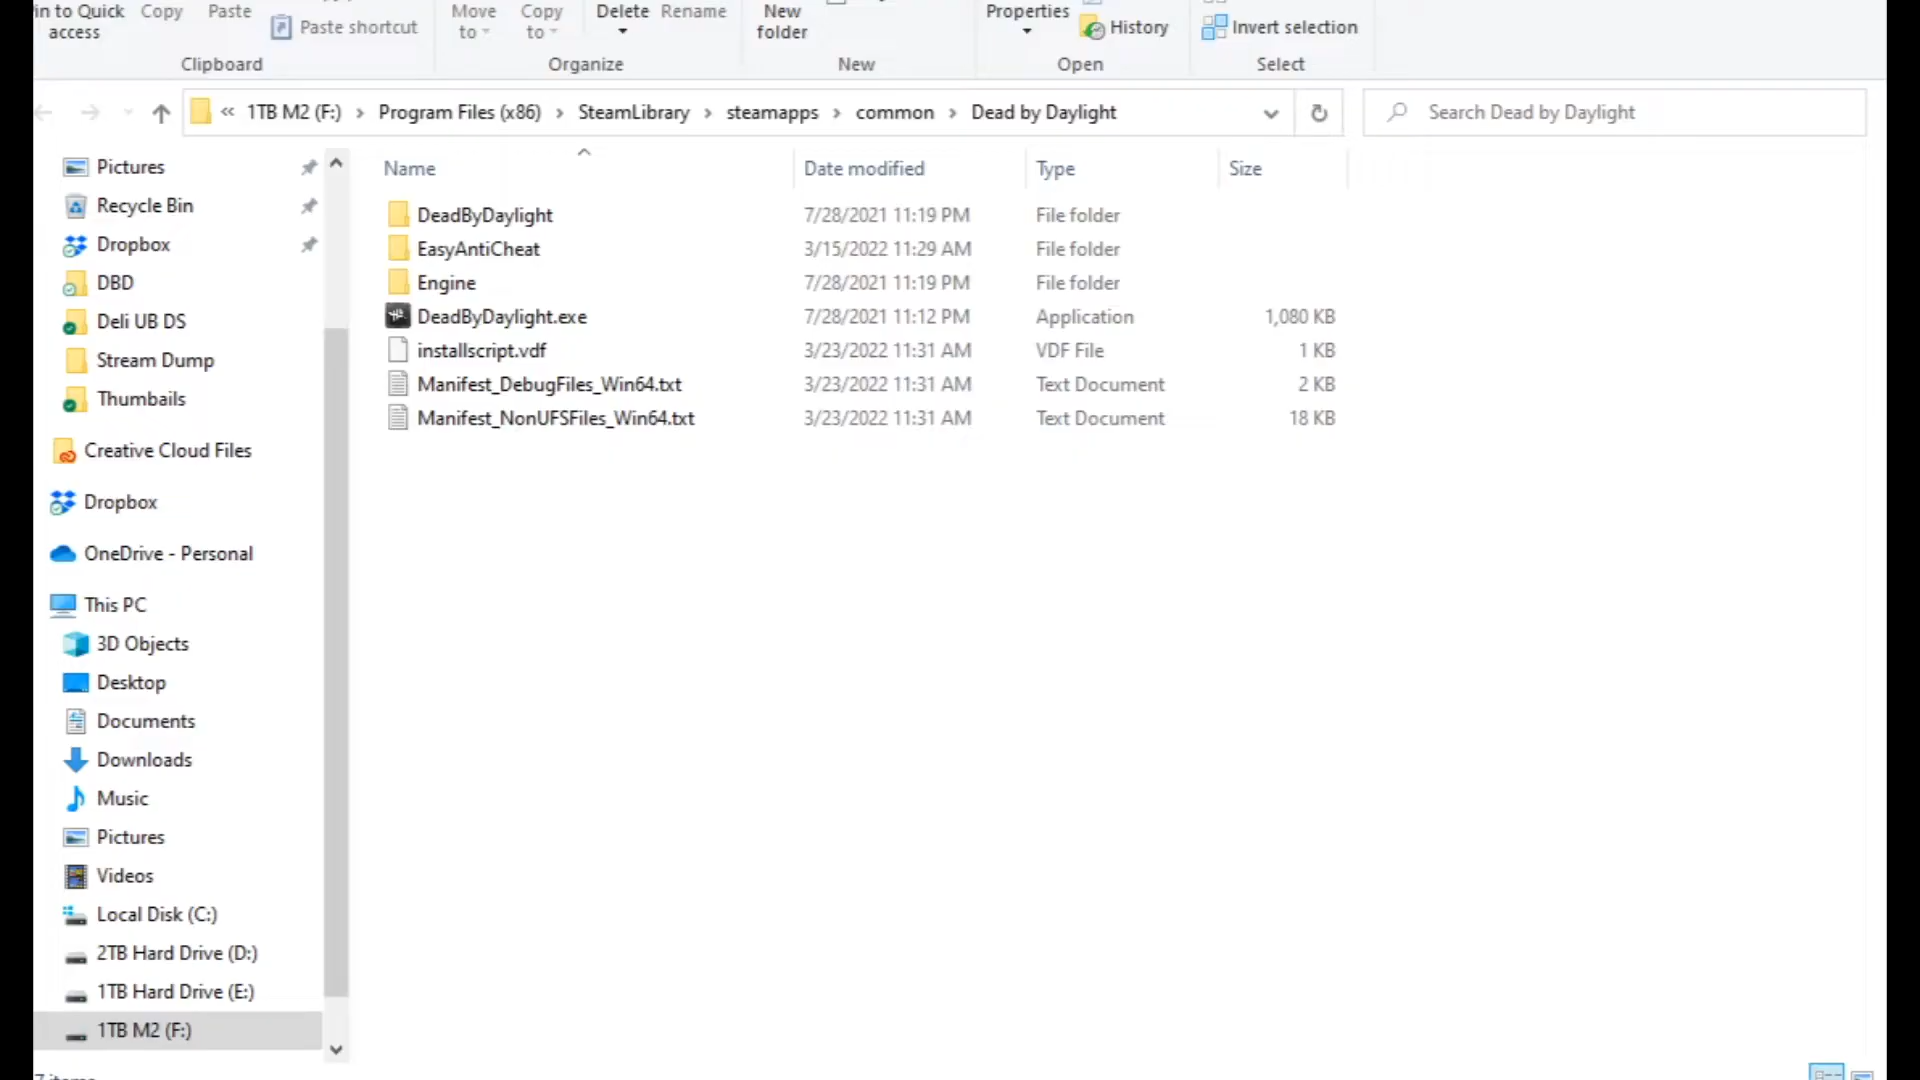 in to Quick access
Copy
Paste
Paste shortcut
Clipboard
Move to
Copy to
Delete
Rename
Organize
New folder
New
Properties
History
Open
Invert selection
Select
« 1TB M2 (F:) › Program Files (x86) › SteamLibrary › steamapps › common › Dead by Daylight
Search Dead by Daylight
Pictures
Recycle Bin
Dropbox
DBD
Deli UB DS
Stream Dump
Thumbnails
Creative Cloud Files
Dropbox
OneDrive - Personal
This PC
3D Objects
Desktop
Documents
Downloads
Music
Pictures
Videos
Local Disk (C:)
2TB Hard Drive (D:)
1TB Hard Drive (E:)
1TB M2 (F:)
Name Date modified Type Size
DeadByDaylight 7/28/2021 11:19 PM File folder
EasyAntiCheat 3/15/2022 11:29 AM File folder
Engine 7/28/2021 11:19 PM File folder
DeadByDaylight.exe 7/28/2021 11:12 PM Application 1,080 KB
installscript.vdf 3/23/2022 11:31 AM VDF File 1 KB
Manifest_DebugFiles_Win64.txt 3/23/2022 11:31 AM Text Document 2 KB
Manifest_NonUFSFiles_Win64.txt 3/23/2022 11:31 AM Text Document 18 KB
7 items